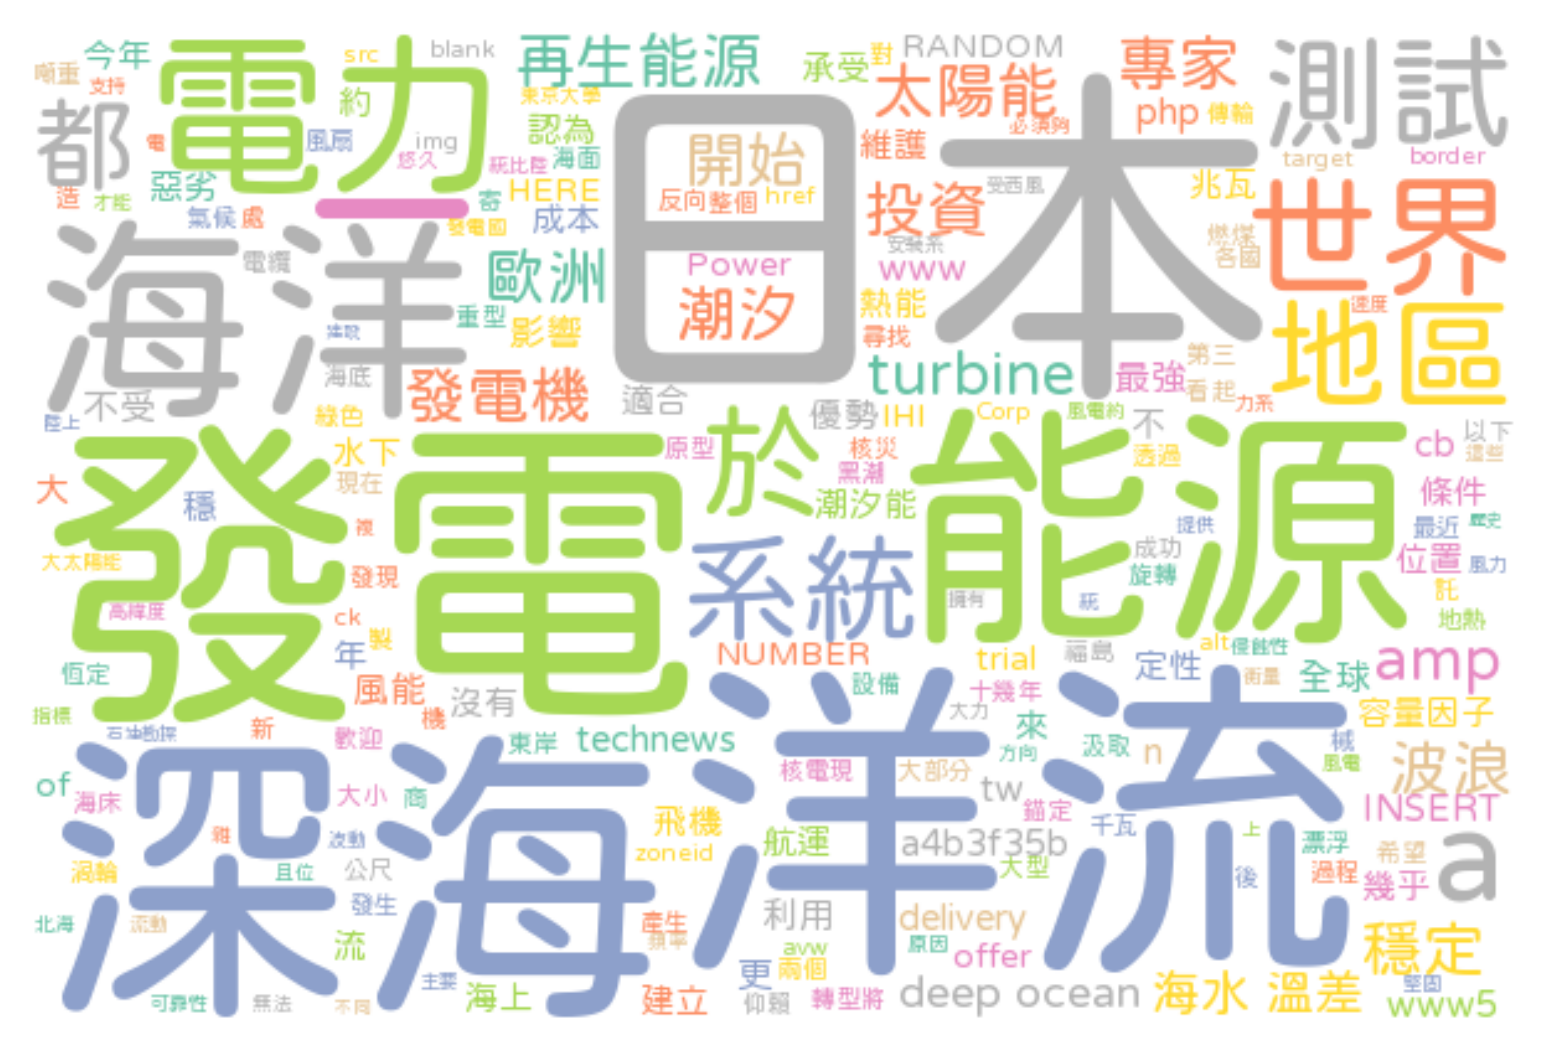 今年
src
blank
再生能源
承受
對
RANDOM
專家
測試
噸重
支持
電力
約
東京大學
太陽能
php
傳輸
都
電
風扇
img
認為
日本
開始
維護
必須夠
target
border
悠久
統比陸
海面
造
才能
惡劣
HERE
反向整個
href
投資
受西風
兆瓦
世界
氣候
處
一
寄
發電國
成本
安裝系
燃煤
各國
海洋
電纜
歐洲
Power
www
潮汐
熱能
尋找
重型
影響
地區
速度
海底
發電機
適合
turbine
最強
第三
看起
力系
不受
陸上
綠色
優勢
IHI
Corp
風電約
不
以下
這些
水下
原型
於
核災
黑潮
透過
cb
大
發電
現在
穩
潮汐能
能源
條件
複
提供
最近
歷史
大太陽能
發現
系統
成功
旋轉
位置
風力
高緯度
ck
擁有
統
託
地熱
年
製
NUMBER
trial
福島
定性
alt
侵蝕性
amp
恆定
風能
沒有
設備
十幾年
衡量
全球
指標
石油勘探
新
機
大力
來
容量因子
歡迎
東岸
technews
方向
汲取
n
械
風電
波浪
of
海床
深海洋流
大小
商
核電現
大部分
tw
錨定
INSERT
雜
波動
飛機
航運
a4b3f35b
千瓦
上
漂浮
希望
a
渦輪
且位
公尺
zoneid
大型
後
過程
幾乎
北海
流動
發生
產生
頻率
利用
delivery
流
avw
原因
offer
穩定
主要
更
兩個
堅固
可靠性
無法
不同
海上
建立
仰賴
轉型將
deep ocean
海水 溫差
www5